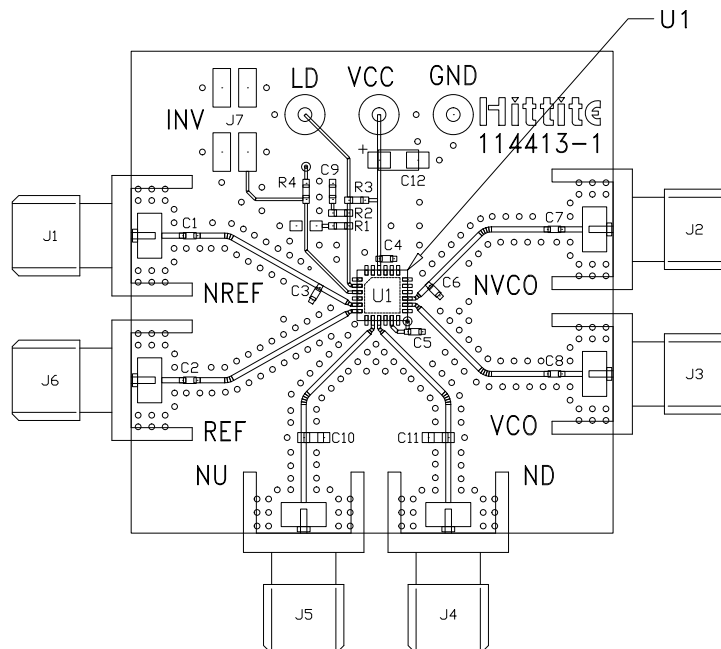 U1
LD VCC GND
Hittite
INV J7 114413-1
+
R4 C9 R3 C12
R2
R1
J1 C1 C7 J2
C4
NREF C3 U1 C6 NVCO
C5
J6 C2 C8 J3
REF VCO
C10 C11
NU ND
J5 J4